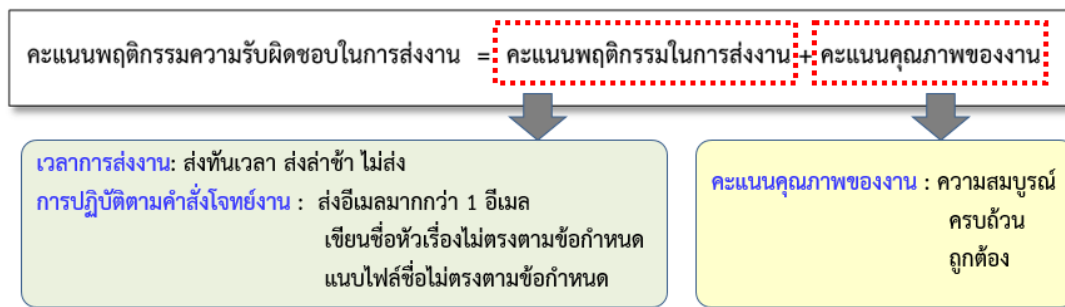 คะแนนพฤติกรรมความรับผิดชอบในการส่งงาน = คะแนนพฤติกรรมในการส่งงาน + คะแนนคุณภาพของงาน
เวลาการส่งงาน: ส่งทันเวลา ส่งล่าช้า ไม่ส่ง
การปฏิบัติตามคำสั่งโจทย์งาน : ส่งอีเมลมากกว่า 1 อีเมล
เขียนชื่อหัวเรื่องไม่ตรงตามข้อกำหนด
แนบไฟล์ชื่อไม่ตรงตามข้อกำหนด
คะแนนคุณภาพของงาน : ความสมบูรณ์
ครบถ้วน
ถูกต้อง